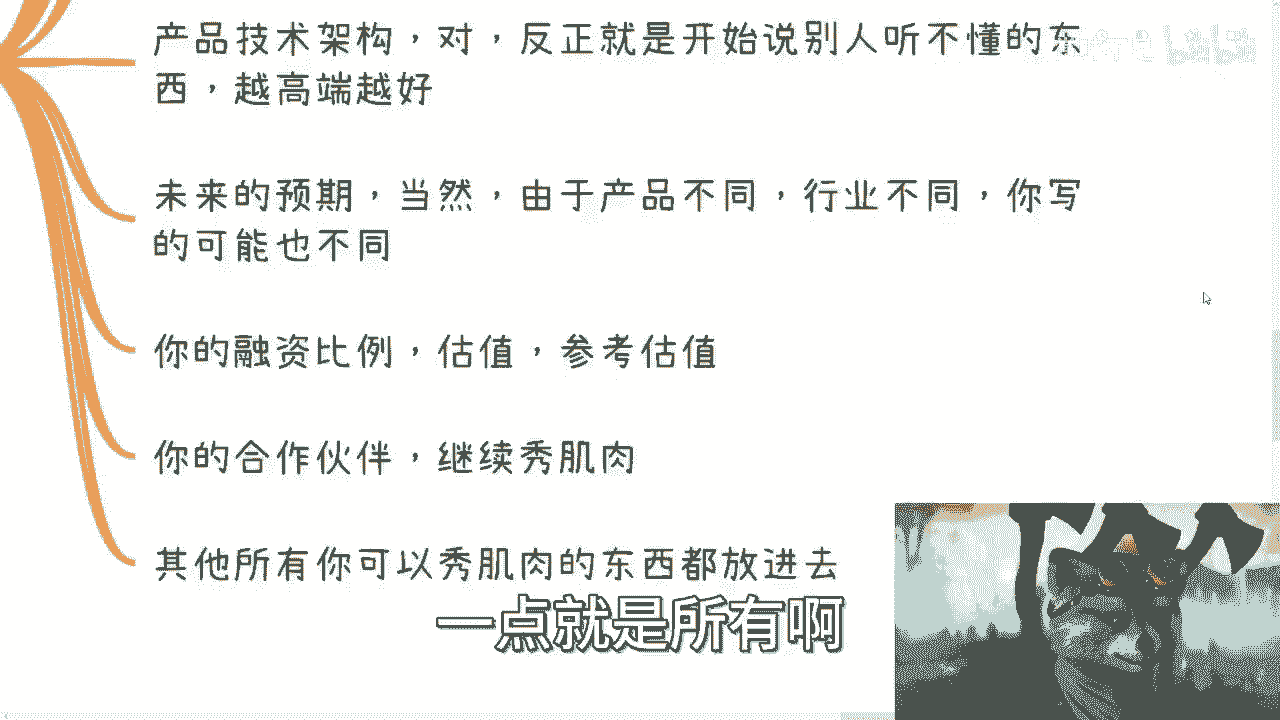 产品技术架构，对，反正就是开始说别人听不懂的东
西，越高端越好
未来的预期，当然，由于产品不同，行业不同，你写
的可能也不同
你的融资比例，估值，参考估值
你的合作伙伴，继续秀肌肉
其他所有你可以秀肌肉的东西都放进去
一点就是所有啊